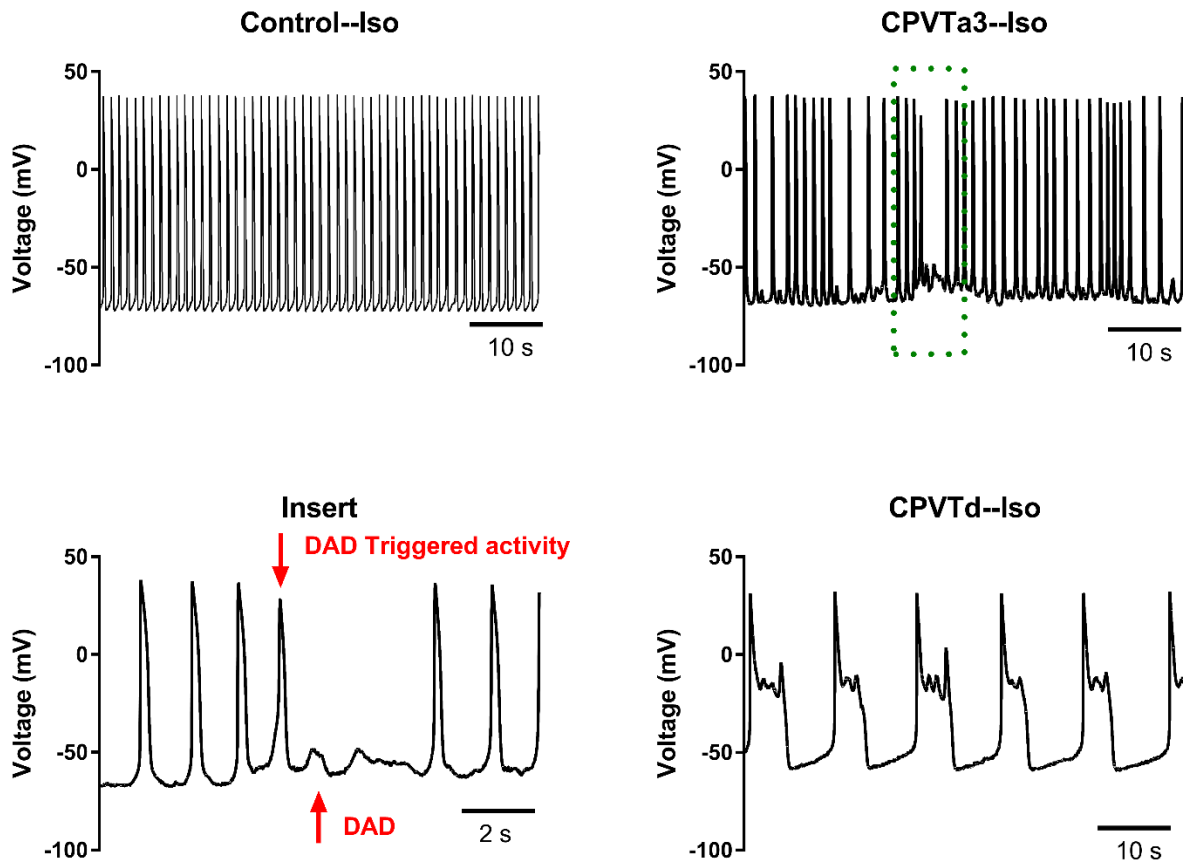 Control--Iso
Voltage (mV)
50
0
-50
-100
10 s
CPVTa3--Iso
Voltage (mV)
50
0
-50
-100
10 s
Insert
DAD Triggered activity
Voltage (mV)
50
0
-50
-100
DAD
2 s
CPVTd--Iso
Voltage (mV)
50
0
-50
-100
10 s